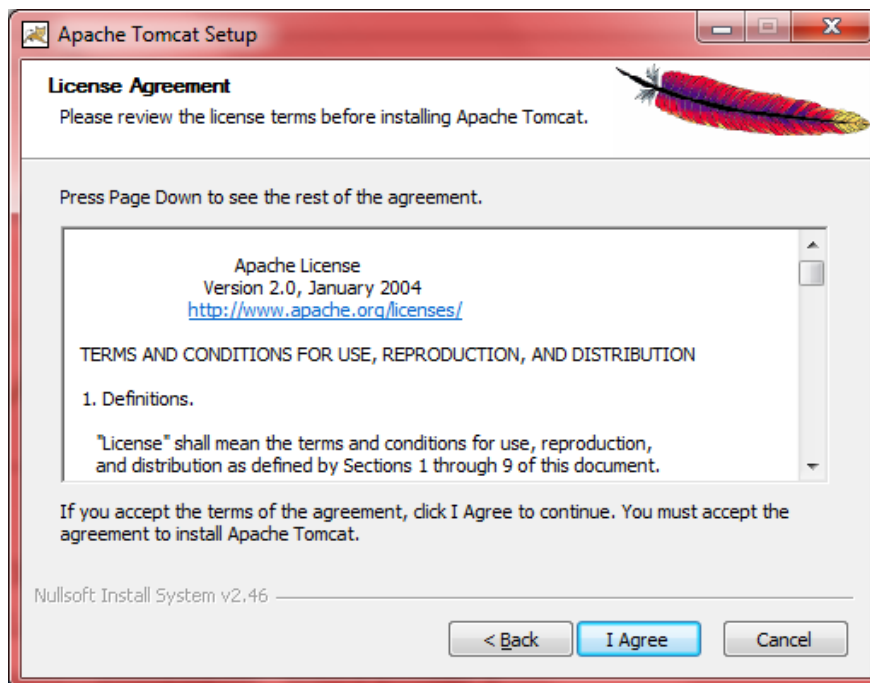 Apache Tomcat Setup
License Agreement
Please review the license terms before installing Apache Tomcat.
Press Page Down to see the rest of the agreement.
Apache License
Version 2.0, January 2004
http://www.apache.org/licenses/
TERMS AND CONDITIONS FOR USE, REPRODUCTION, AND DISTRIBUTION
1. Definitions.
"License" shall mean the terms and conditions for use, reproduction,
and distribution as defined by Sections 1 through 9 of this document.
If you accept the terms of the agreement, click I Agree to continue. You must accept the
agreement to install Apache Tomcat.
Nullsoft Install System v2.46
< Back I Agree Cancel